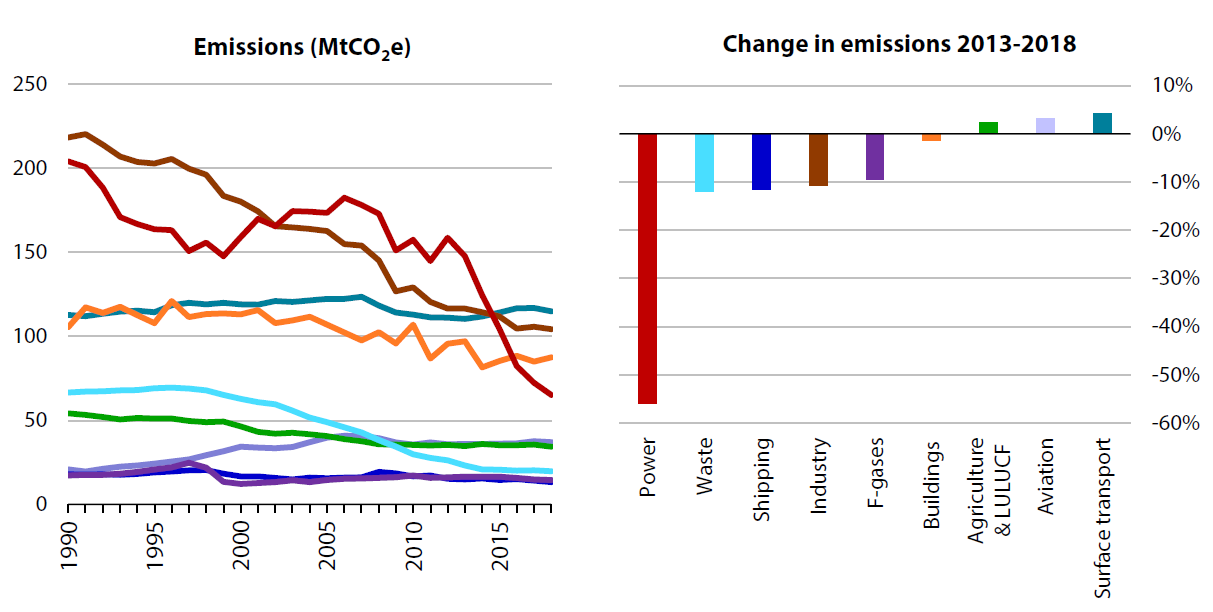 Emissions (MtCO₂e)
250
200
150
100
50
0
1990
1995
2000
2005
2010
2015
Change in emissions 2013-2018
10%
0%
-10%
-20%
-30%
-40%
-50%
-60%
Power
Waste
Shipping
Industry
F-gases
Buildings
Agriculture
& LULUCF
Aviation
Surface transport